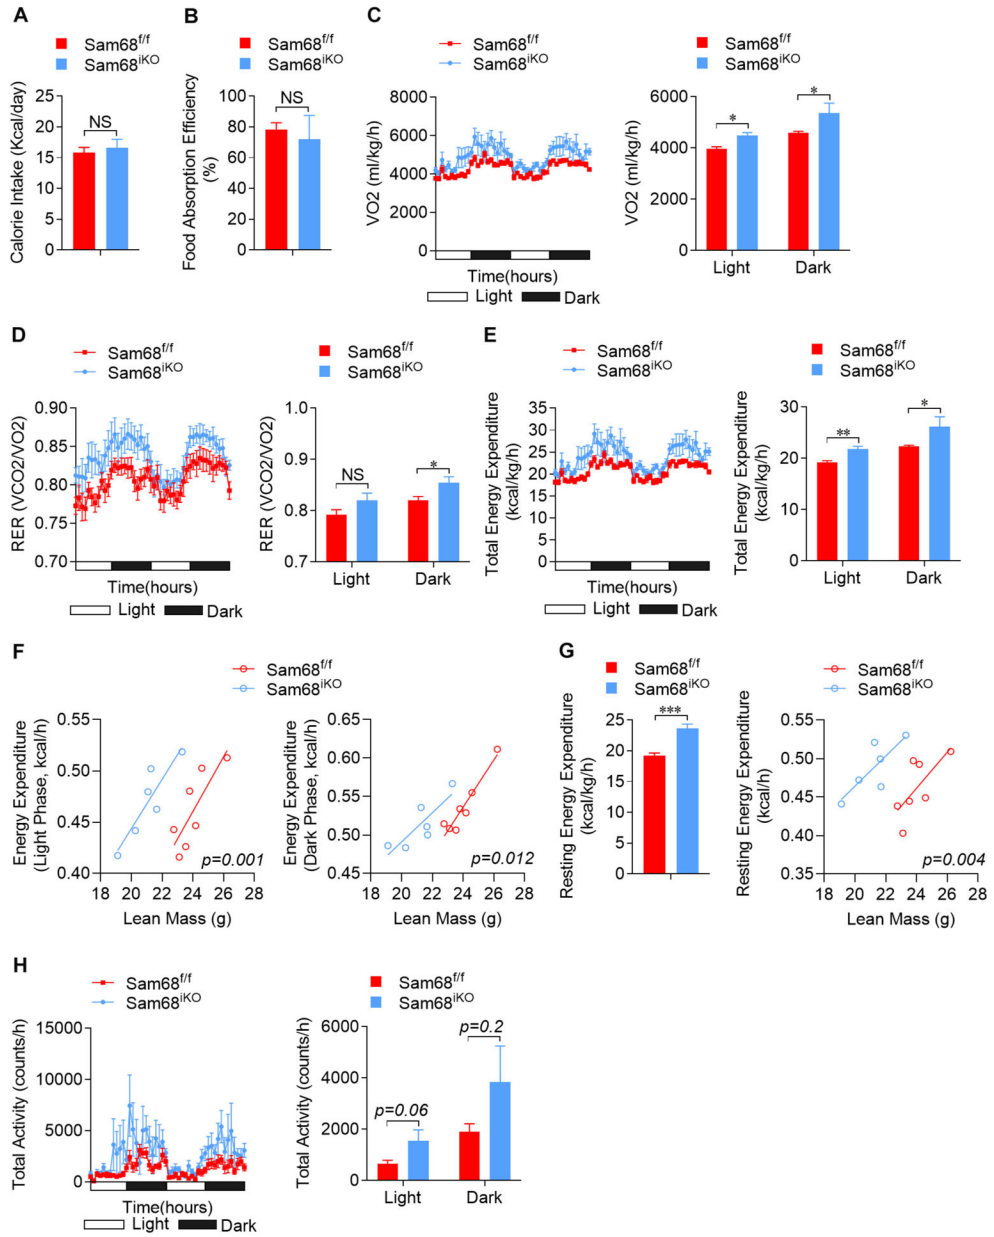 A
Sam68f/f
Sam68iKO
Calorie Intake (Kcal/day)
25
20
15
10
5
0
NS
B
Sam68f/f
Sam68iKO
Food Absorption Efficiency
(%)
100
80
60
40
20
0
NS
C
Sam68f/f
Sam68iKO
VO2 (ml/kg/h)
8000
6000
4000
2000
0
Time(hours)
Light
Dark
Sam68f/f
Sam68iKO
VO2 (ml/kg/h)
6000
4000
2000
0
*
*
Light
Dark
D
Sam68f/f
Sam68iKO
RER (VCO2/VO2)
0.90
0.85
0.80
0.75
0.70
Time(hours)
Light
Dark
Sam68f/f
Sam68iKO
RER (VCO2/VO2)
1.0
0.9
0.8
0.7
NS
*
Light
Dark
E
Sam68f/f
Sam68iKO
Total Energy Expenditure
(kcal/kg/h)
35
30
25
20
15
10
5
0
Time(hours)
Light
Dark
Sam68f/f
Sam68iKO
Total Energy Expenditure
(kcal/kg/h)
30
20
10
0
**
*
Light
Dark
F
Sam68f/f
Sam68iKO
Energy Expenditure
(Light Phase, kcal/h)
0.55
0.50
0.45
0.40
p=0.001
18 20 22 24 26 28
Lean Mass (g)
Energy Expenditure
(Dark Phase, kcal/h)
0.65
0.60
0.55
0.50
0.45
p=0.012
18 20 22 24 26 28
Lean Mass (g)
G
Sam68f/f
Sam68iKO
Resting Energy Expenditure
(kcal/kg/h)
25
20
15
10
5
0
***
Sam68f/f
Sam68iKO
Resting Energy Expenditure
(kcal/h)
0.55
0.50
0.45
0.40
0.35
p=0.004
18 20 22 24 26 28
Lean Mass (g)
H
Sam68f/f
Sam68iKO
Total Activity (counts/h)
15000
10000
5000
0
Time(hours)
Light
Dark
Sam68f/f
Sam68iKO
Total Activity (counts/h)
6000
4000
2000
0
p=0.06
p=0.2
Light
Dark